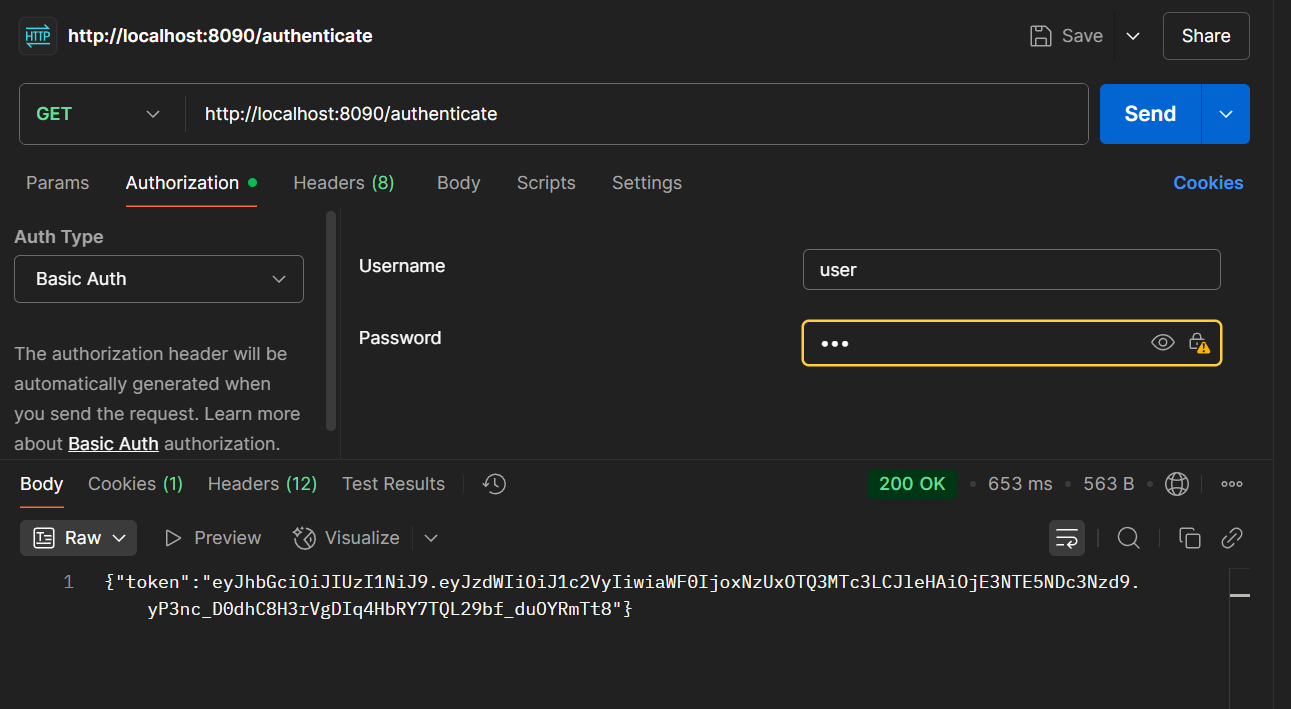 HTTP http://localhost:8090/authenticate Save Share
GET http://localhost:8090/authenticate Send
Params Authorization Headers (8) Body Scripts Settings Cookies
Auth Type
Basic Auth
The authorization header will be
automatically generated when
you send the request. Learn more
about Basic Auth authorization.
Username user
Password •••
Body Cookies (1) Headers (12) Test Results 200 OK • 653 ms • 563 B •
Raw Preview Visualize
1 {"token":"eyJhbGciOiJIUzI1NiJ9.eyJzdWIiOiJ1c2VyIiwiaWF0IjoxNzUxOTQ3MTc3LCJleHAiOjE3NTE5NDc3Nzd9.
yP3nc_D0dhC8H3rVgDIq4HbRY7TQL29bf_duOYRmTt8"}